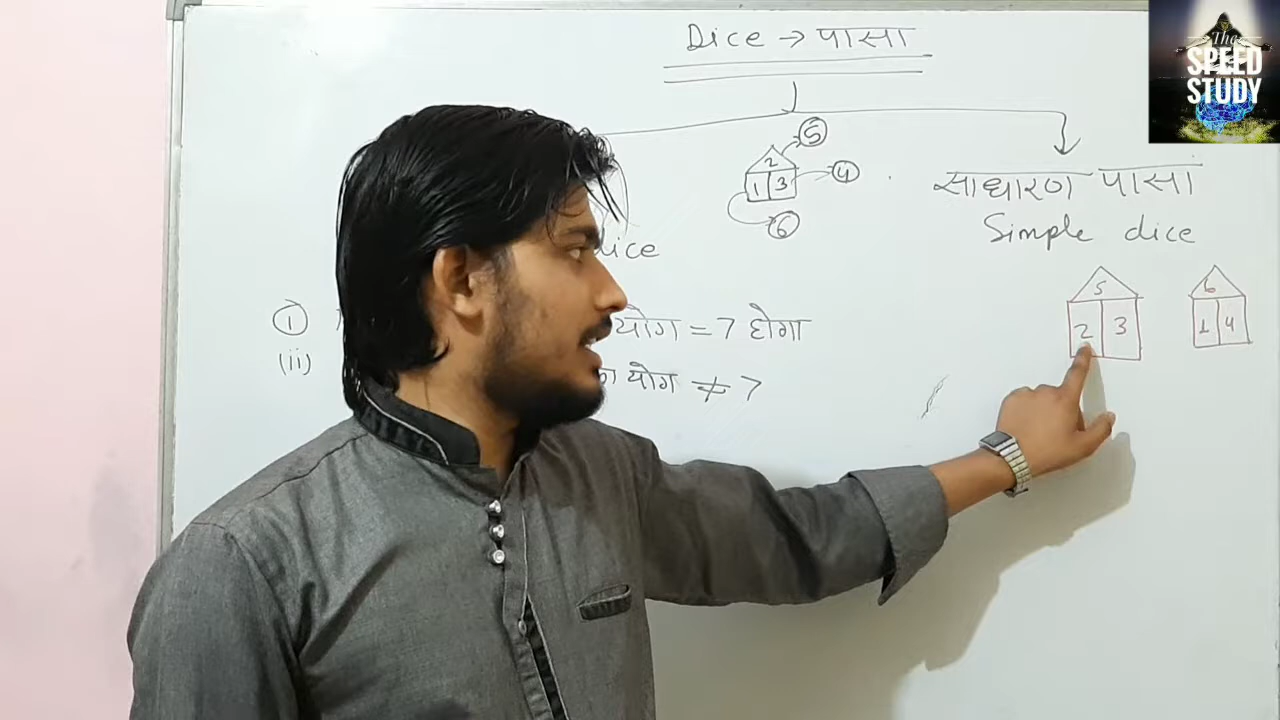 The
SPEED
STUDY
Dice → पासा
2
1 3
5
4
6
साधारण पासा
Simple dice
dice
5
2 3
6
1 4
(i)
योग = 7 होगा
(ii)
का योग ≠ 7